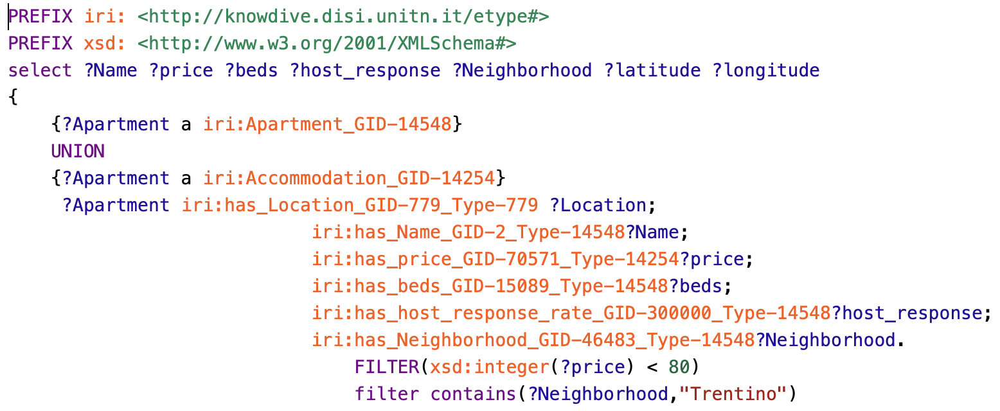 PREFIX iri: <http://knowdive.disi.unitn.it/etype#>
PREFIX xsd: <http://www.w3.org/2001/XMLSchema#>
select ?Name ?price ?beds ?host_response ?Neighborhood ?latitude ?longitude
{
{?Apartment a iri:Apartment_GID-14548}
UNION
{?Apartment a iri:Accommodation_GID-14254}
?Apartment iri:has_Location_GID-779_Type-779 ?Location;
iri:has_Name_GID-2_Type-14548?Name;
iri:has_price_GID-70571_Type-14254?price;
iri:has_beds_GID-15089_Type-14548?beds;
iri:has_host_response_rate_GID-300000_Type-14548?host_response;
iri:has_Neighborhood_GID-46483_Type-14548?Neighborhood.
FILTER(xsd:integer(?price) < 80)
filter contains(?Neighborhood,"Trentino")